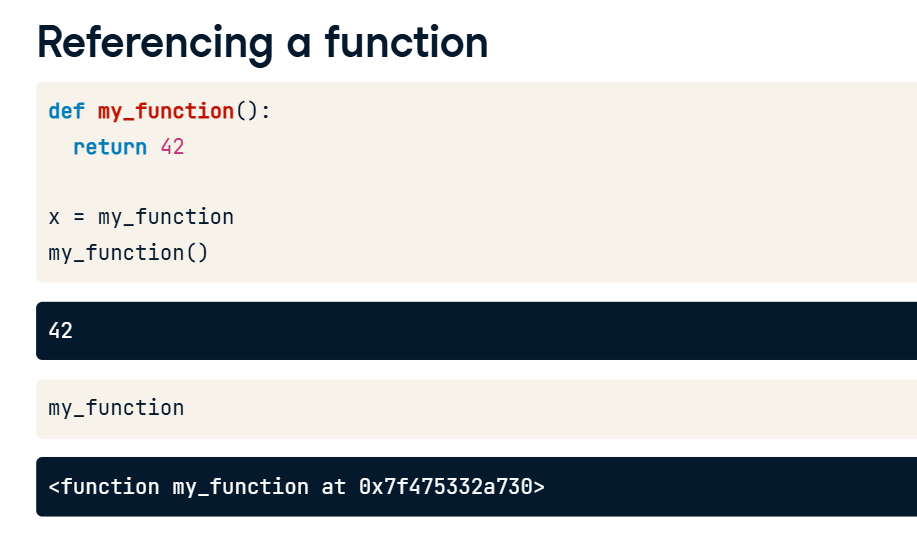 Referencing a function
def my_function():
  return 42
x = my_function
my_function()
42
my_function
<function my_function at 0x7f475332a730>